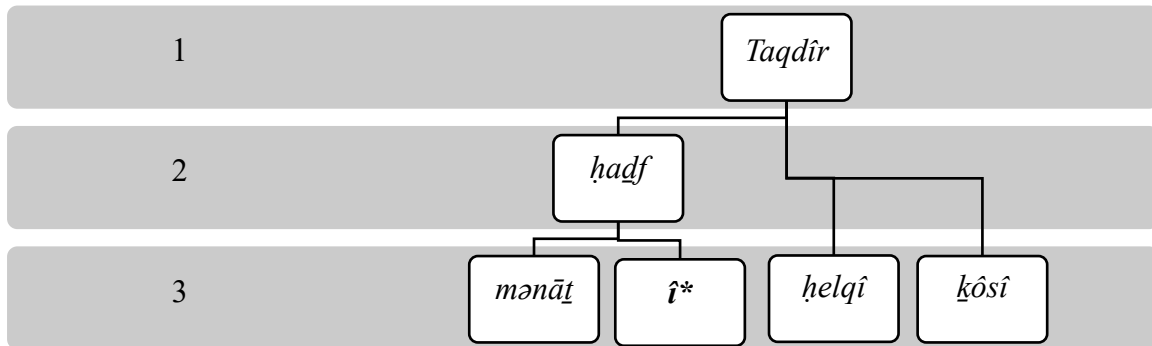 1
Taqdîr
2
ḥaḏf
3
mənāṯ
î*
ḥelqî
ḵôsî